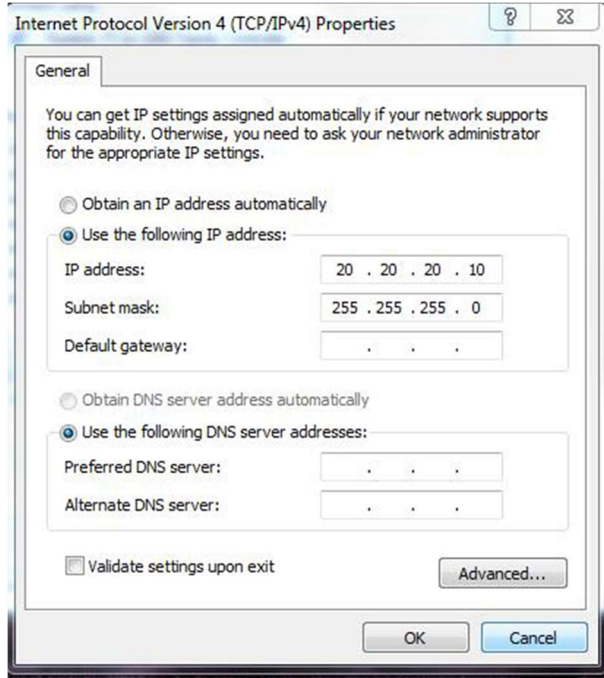 Internet Protocol Version 4 (TCP/IPv4) Properties
General
You can get IP settings assigned automatically if your network supports
this capability. Otherwise, you need to ask your network administrator
for the appropriate IP settings.
Obtain an IP address automatically
Use the following IP address:
IP address: 20 . 20 . 20 . 10
Subnet mask: 255 . 255 . 255 . 0
Default gateway: . . .
Obtain DNS server address automatically
Use the following DNS server addresses:
Preferred DNS server: . . .
Alternate DNS server: . . .
Validate settings upon exit
Advanced...
OK Cancel